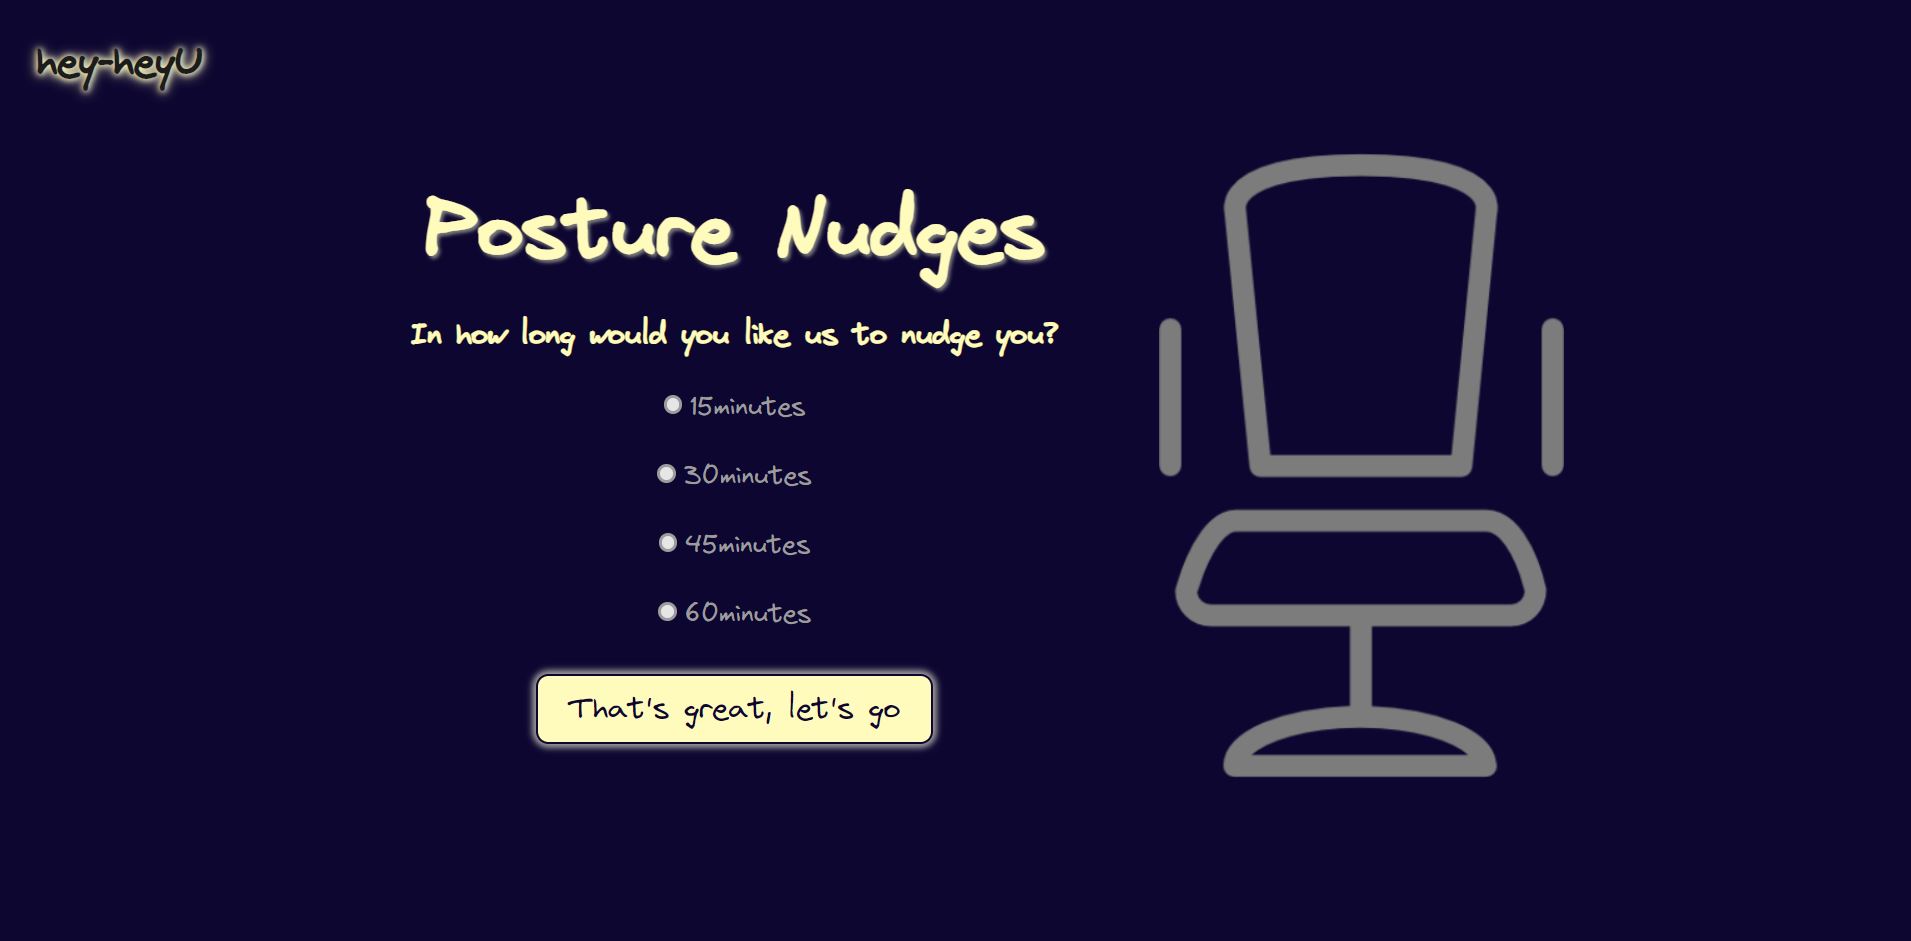 hey-heyU
Posture Nudges
In how long would you like us to nudge you?
15minutes
30minutes
45minutes
60minutes
That's great, let's go